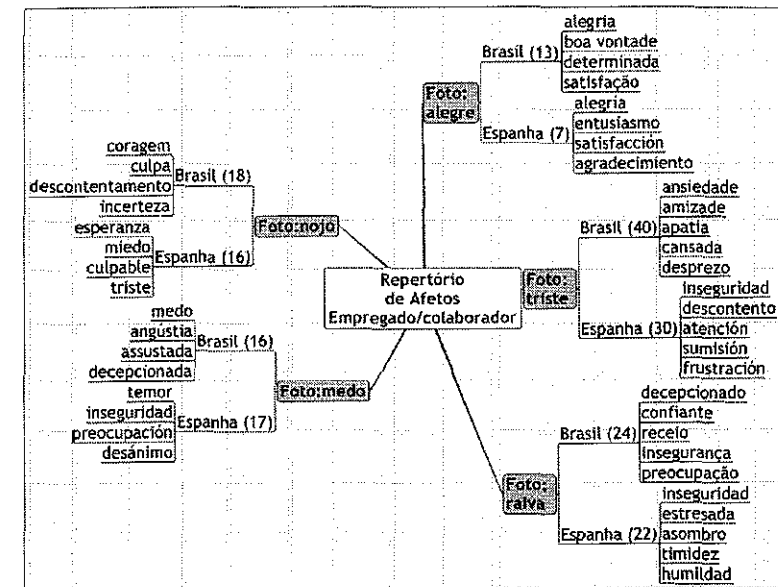 Repertório
de Afetos
Empregado/colaborador
Foto:
alegre
Brasil (13)
alegria
boa vontade
determinada
satisfação
Espanha (7)
alegria
entusiasmo
satisfacción
agradecimiento
Foto:
triste
Brasil (40)
ansiedade
amizade
apatia
cansada
desprezo
Espanha (30)
inseguridad
descontento
atención
sumisión
frustración
Foto:
raiva
Brasil (24)
decepcionado
confiante
receio
insegurança
preocupação
Espanha (22)
inseguridad
estresada
asombro
timidez
humildad
Foto:nojo
Brasil (18)
coragem
culpa
descontentamento
incerteza
Espanha (16)
esperanza
miedo
culpable
triste
Foto:medo
Brasil (16)
medo
angústia
assustada
decepcionada
Espanha (17)
temor
inseguridad
preocupación
desánimo